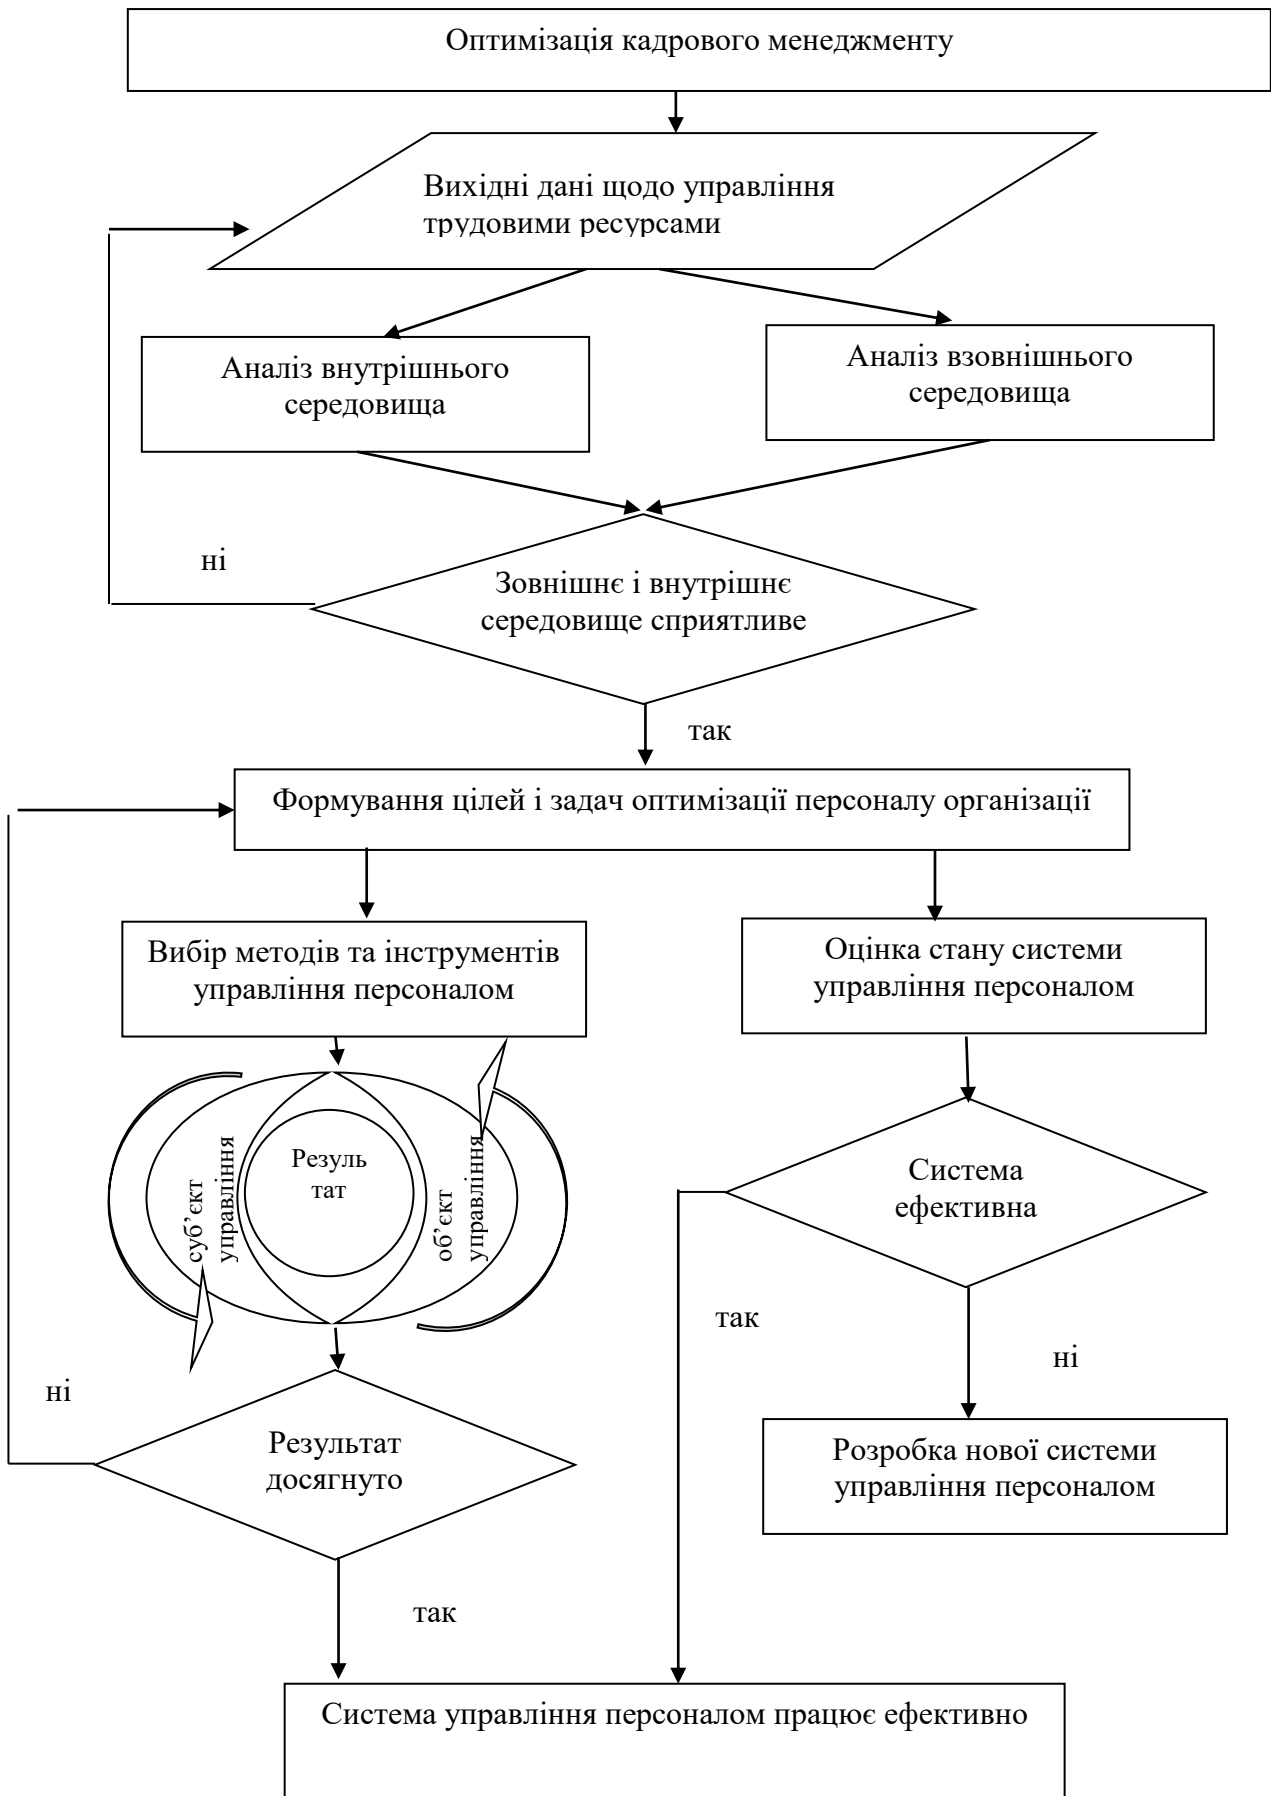 Оптимізація кадрового менеджменту
Вихідні дані щодо управління
трудовими ресурсами
Аналіз внутрішнього
середовища
Аналіз взовнішнього
середовища
ні
Зовнішнє і внутрішнє
середовище сприятливе
так
Формування цілей і задач оптимізації персоналу організації
Вибір методів та інструментів
управління персоналом
Оцінка стану системи
управління персоналом
суб’єкт
управління
Резуль
тат
об’єкт
управління
Система
ефективна
так
ні
ні
Результат
досягнуто
Розробка нової системи
управління персоналом
так
Система управління персоналом працює ефективно